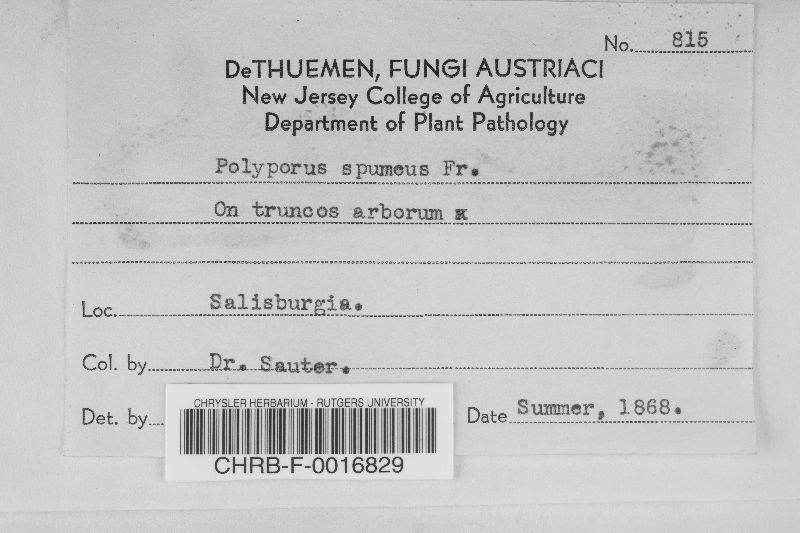 No. 815
DeTHUEMEN, FUNGI AUSTRIACI
New Jersey College of Agriculture
Department of Plant Pathology
Polyporus spumeus Fr.
On truncos arborum x
Loc. Salisburgia.
Col. by Dr. Sauter.
Det. by
Date Summer, 1868.
CHRYSLER HERBARIUM - RUTGERS UNIVERSITY
CHRB-F-0016829